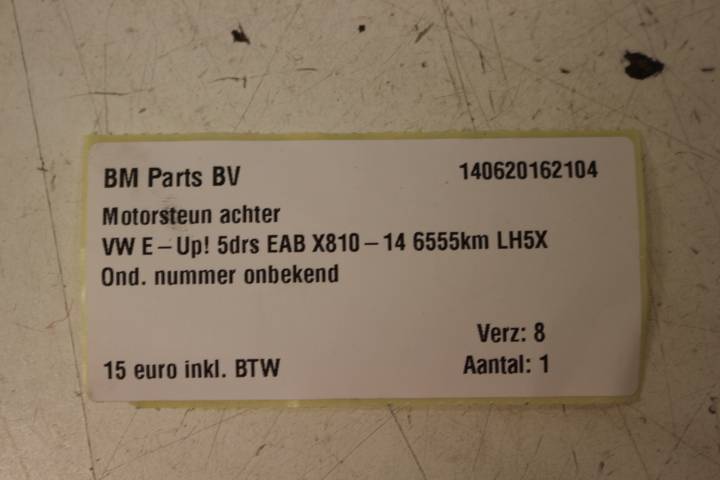 BM Parts BV 140620162104
Motorsteun achter
VW E-Up! 5drs EAB X810-14 6555km LH5X
Ond. nummer onbekend
Verz: 8
15 euro inkl. BTW Aantal: 1